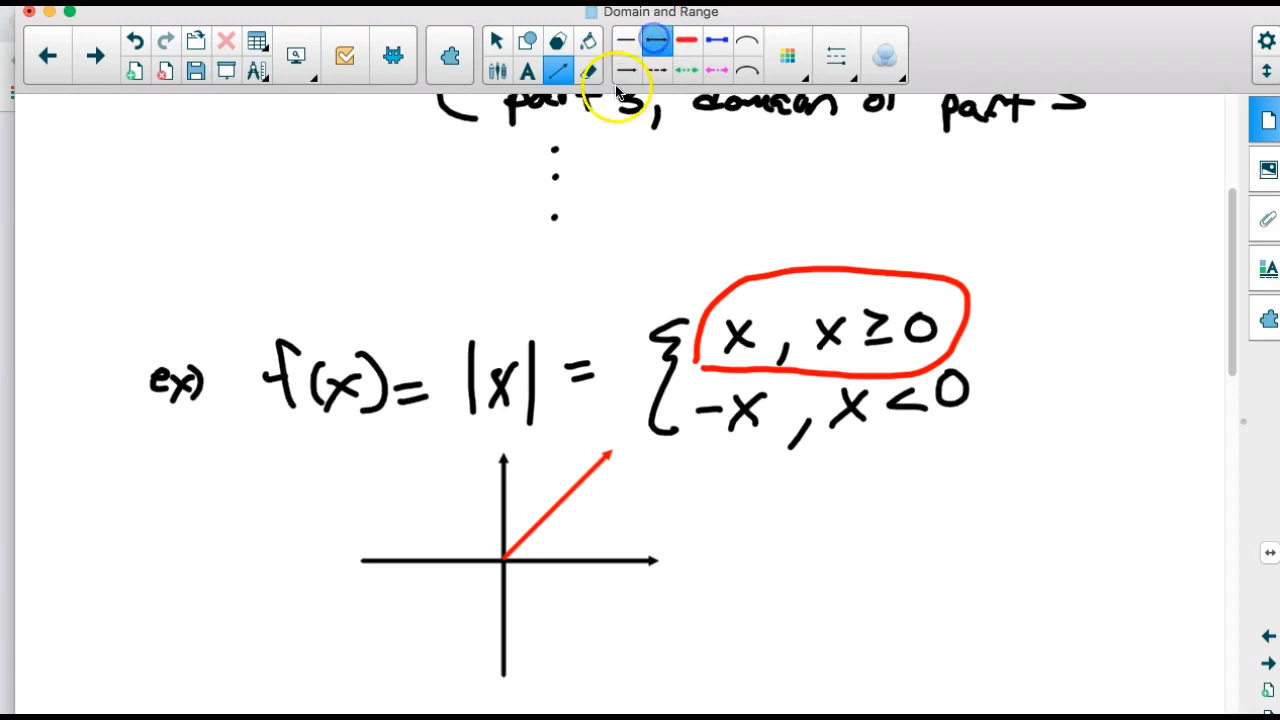 Domain and Range
( part 3, domain of part 3
ex) f(x) = |x| = { x , x ≥ 0
-x , x < 0